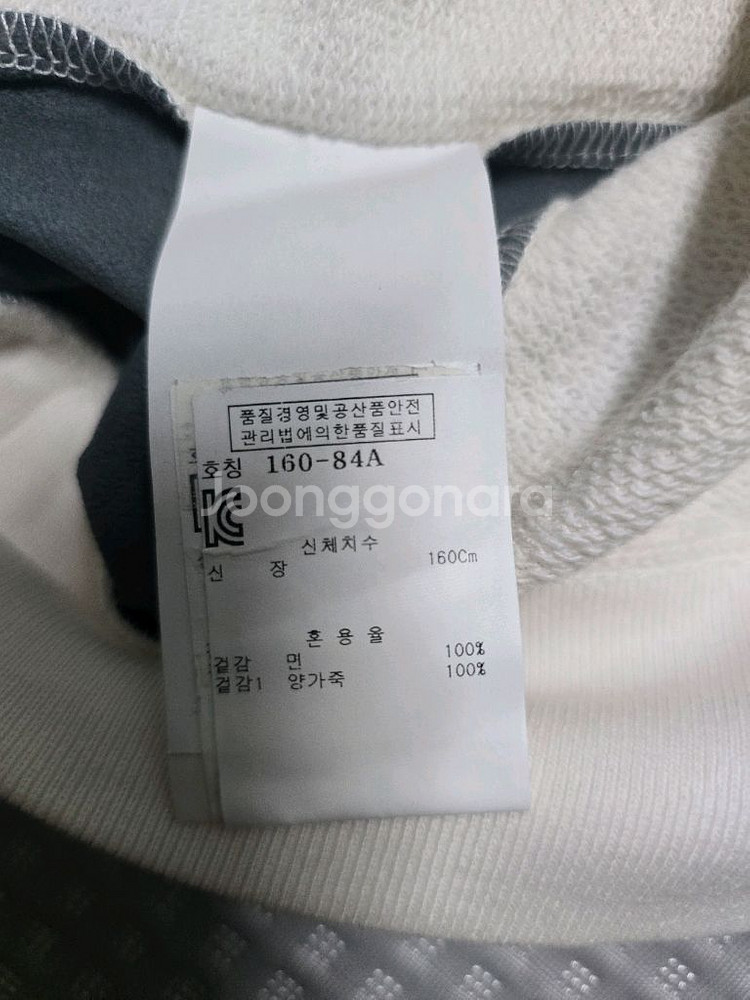 품질경영및공산품안전
관리법에의한품질표시
호칭 160-84A
Joonggonara
신체치수
신 장 160Cm
혼 용 율
겉감 면 100%
겉감1 양가죽 100%